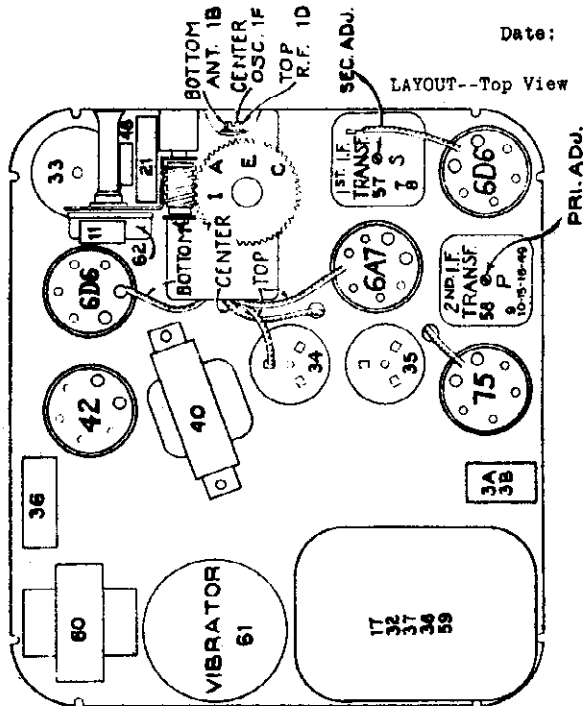 Date:
LAYOUT--Top View
BOTTOM
ANT. 1B
CENTER
OSC. 1F
TOP
R.F. 1D
SEC. ADJ.
33
48
21
11
62
BOTTOM
CENTER
TOP
1
A
E
C
1ST. I.F.
TRANSF.
57
S
7
8
6D6
6D6
6A7
2ND. I.F.
TRANSF.
58
P
9
10-15-16-49
PRI. ADJ.
42
40
34
35
75
36
3A
3B
60
VIBRATOR
61
17
32
37
38
59